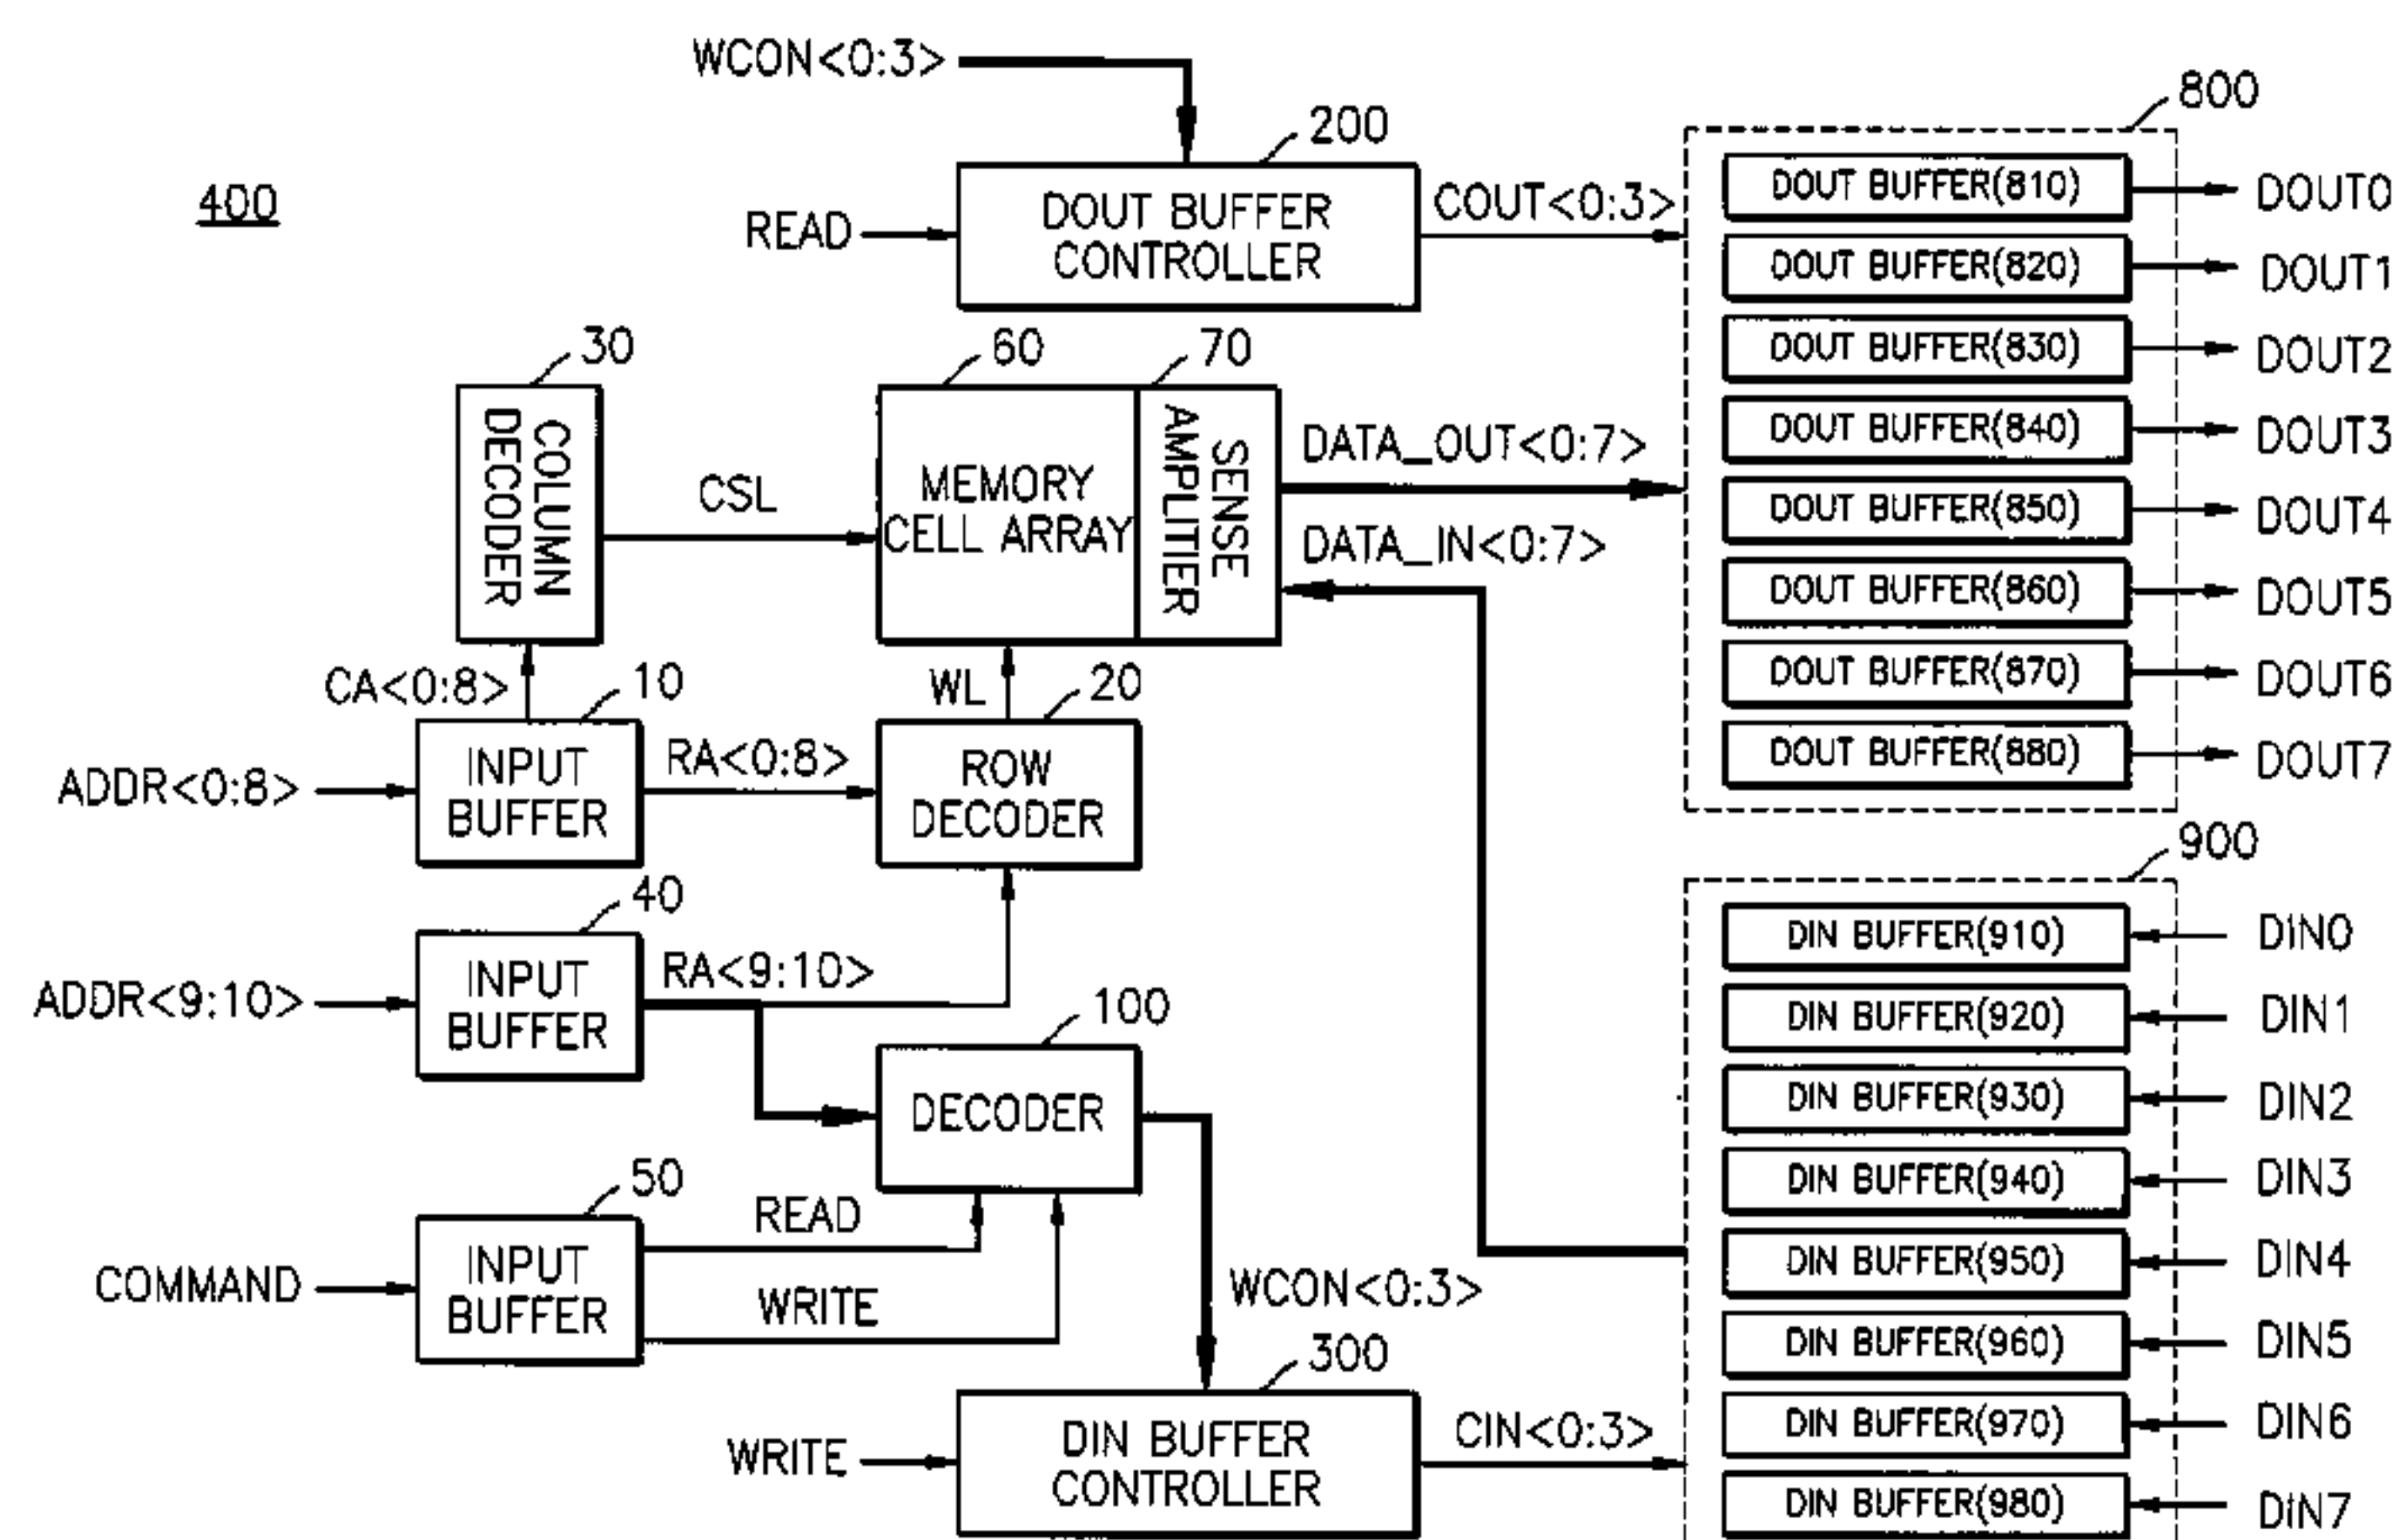 WCON<0:3>
800
200
400
READ
DOUT BUFFER
CONTROLLER
COUT<0:3>
DOUT BUFFER(810)
DOUT0
DOUT BUFFER(820)
DOUT1
DOUT BUFFER(830)
DOUT2
DOUT BUFFER(840)
DOUT3
DOUT BUFFER(850)
DOUT4
DOUT BUFFER(860)
DOUT5
DOUT BUFFER(870)
DOUT6
DOUT BUFFER(880)
DOUT7
30
60
70
COLUMN
DECODER
CSL
MEMORY
CELL ARRAY
SENSE
AMPLITIER
DATA_OUT<0:7>
DATA_IN<0:7>
CA<0:8>
10
WL
20
ADDR<0:8>
INPUT
BUFFER
RA<0:8>
ROW
DECODER
40
ADDR<9:10>
INPUT
BUFFER
RA<9:10>
100
DECODER
50
COMMAND
INPUT
BUFFER
READ
WRITE
WCON<0:3>
300
WRITE
DIN BUFFER
CONTROLLER
CIN<0:3>
900
DIN BUFFER(910)
DIN0
DIN BUFFER(920)
DIN1
DIN BUFFER(930)
DIN2
DIN BUFFER(940)
DIN3
DIN BUFFER(950)
DIN4
DIN BUFFER(960)
DIN5
DIN BUFFER(970)
DIN6
DIN BUFFER(980)
DIN7